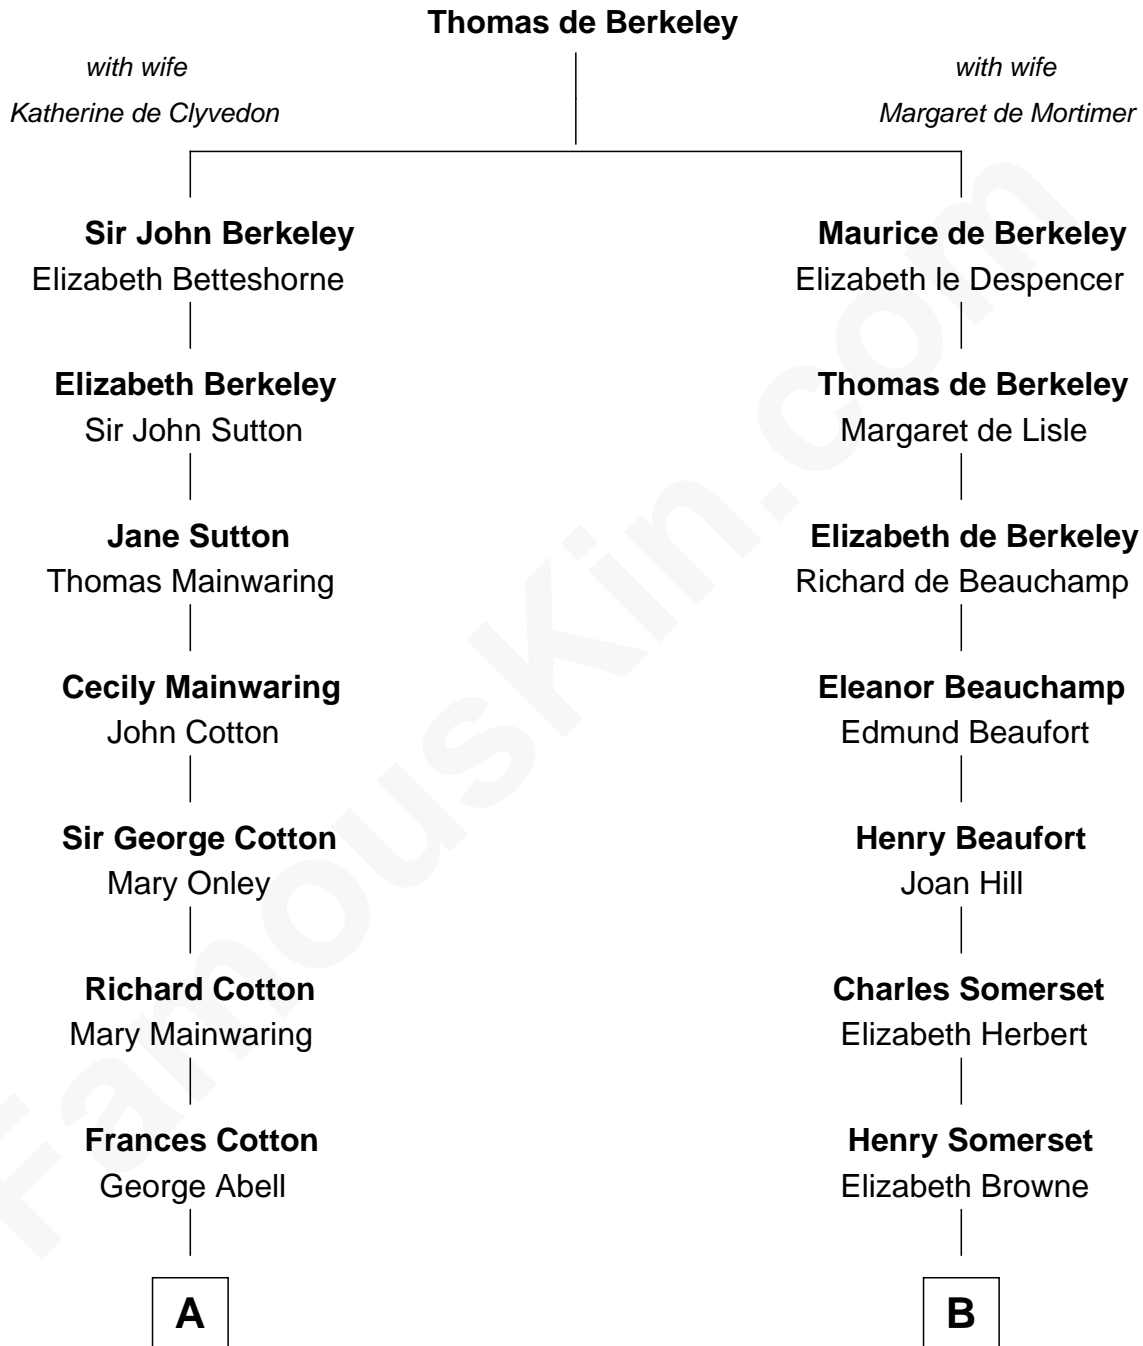 Thomas de Berkeley
with wife
Katherine de Clyvedon
with wife
Margaret de Mortimer
Sir John Berkeley
Elizabeth Betteshorne
Maurice de Berkeley
Elizabeth le Despencer
Elizabeth Berkeley
Sir John Sutton
Thomas de Berkeley
Margaret de Lisle
Jane Sutton
Thomas Mainwaring
Elizabeth de Berkeley
Richard de Beauchamp
Cecily Mainwaring
John Cotton
Eleanor Beauchamp
Edmund Beaufort
Sir George Cotton
Mary Onley
Henry Beaufort
Joan Hill
Richard Cotton
Mary Mainwaring
Charles Somerset
Elizabeth Herbert
Frances Cotton
George Abell
Henry Somerset
Elizabeth Browne
A
B
FamousKin.com